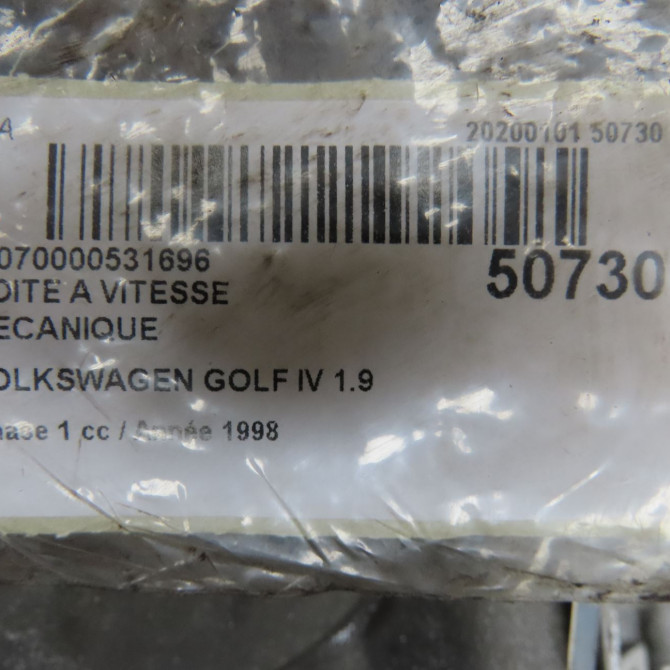 A
20200101 50730
070000531696
50730
OITE A VITESSE
ECANIQUE
OLKSWAGEN GOLF IV 1.9
hase 1 cc / Année 1998